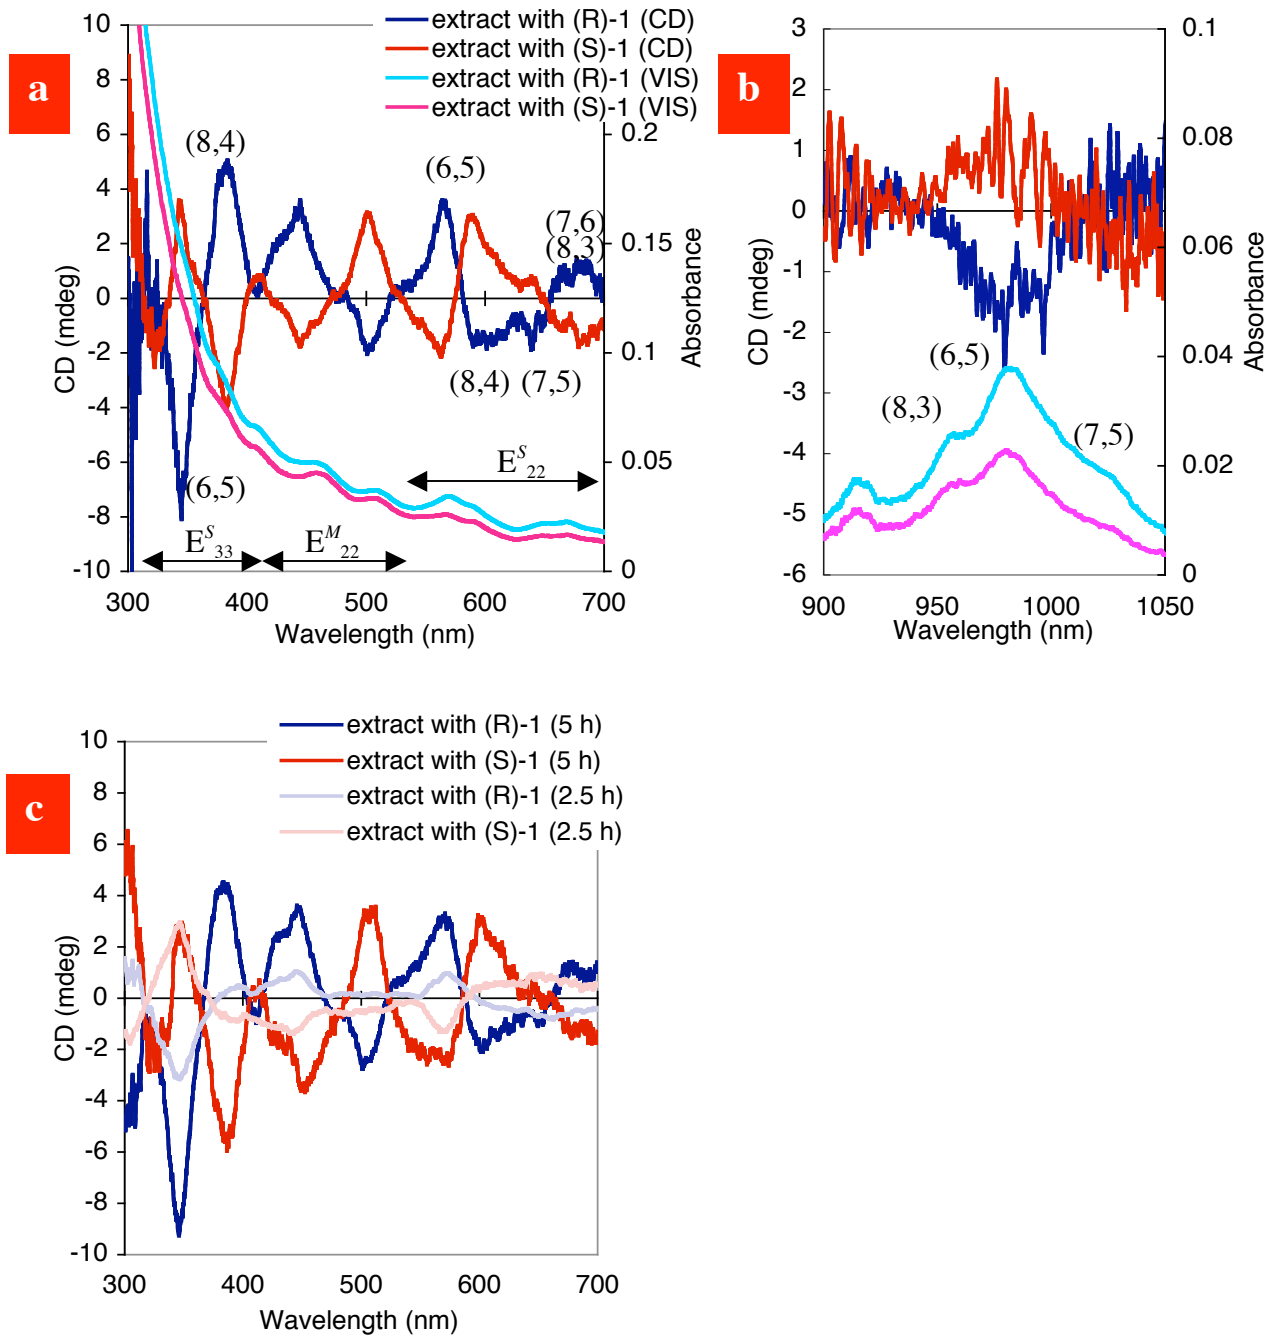 a
extract with (R)-1 (CD)
extract with (S)-1 (CD)
extract with (R)-1 (VIS)
extract with (S)-1 (VIS)
10
8
6
4
2
0
-2
-4
-6
-8
-10
CD (mdeg)
0.2
0.15
0.1
0.05
0
Absorbance
(8,4)
(6,5)
(7,6)
(8,3)
(8,4) (7,5)
(6,5)
E^S_22
E^S_33
E^M_22
300 400 500 600 700
Wavelength (nm)
b
3
2
1
0
-1
-2
-3
-4
-5
-6
CD (mdeg)
0.1
0.08
0.06
0.04
0.02
0
Absorbance
(6,5)
(8,3)
(7,5)
900 950 1000 1050
Wavelength (nm)
c
extract with (R)-1 (5 h)
extract with (S)-1 (5 h)
extract with (R)-1 (2.5 h)
extract with (S)-1 (2.5 h)
10
8
6
4
2
0
-2
-4
-6
-8
-10
CD (mdeg)
300 400 500 600 700
Wavelength (nm)